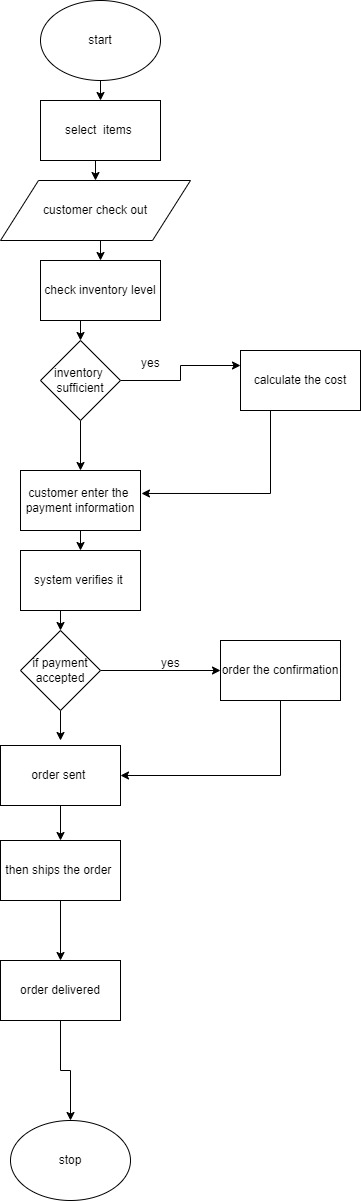 start
select items
customer check out
check inventory level
inventory
sufficient
yes
calculate the cost
customer enter the
payment information
system verifies it
if payment
accepted
yes
order the confirmation
order sent
then ships the order
order delivered
stop